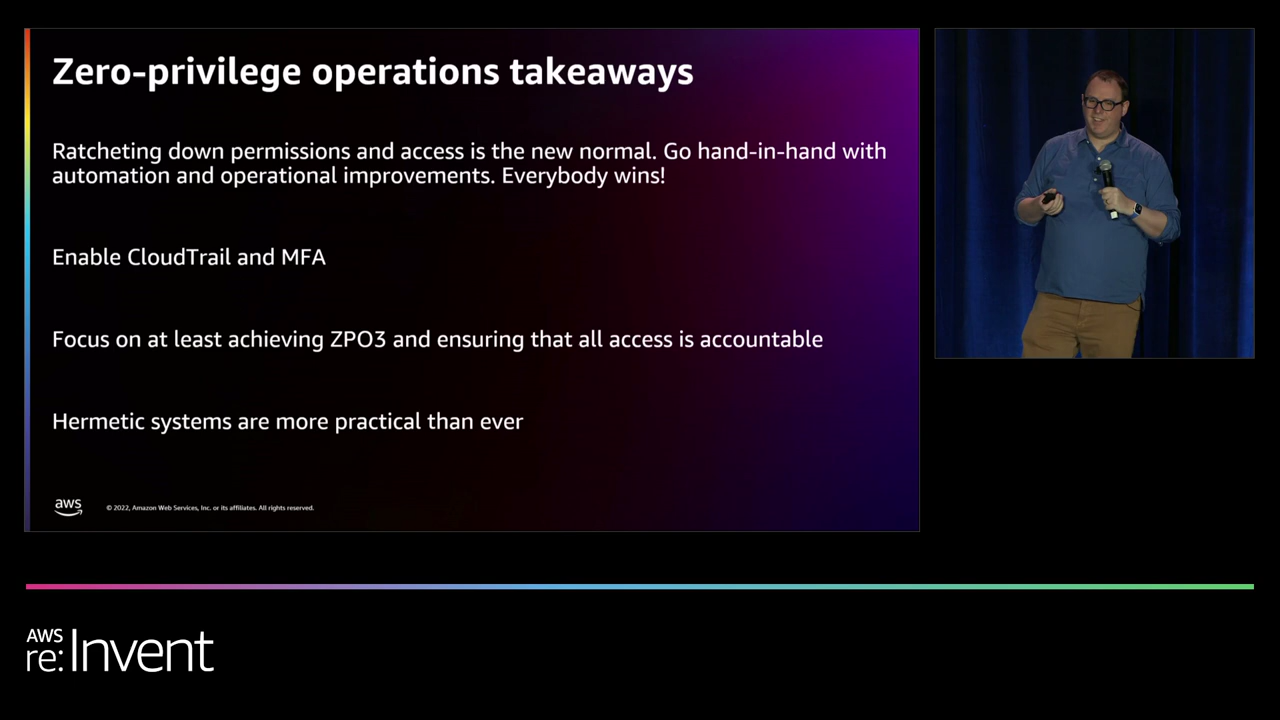 Zero-privilege operations takeaways
Ratcheting down permissions and access is the new normal. Go hand-in-hand with
automation and operational improvements. Everybody wins!
Enable CloudTrail and MFA
Focus on at least achieving ZPO3 and ensuring that all access is accountable
Hermetic systems are more practical than ever
aws
© 2022, Amazon Web Services, Inc. or its affiliates. All rights reserved.
AWS
re:Invent